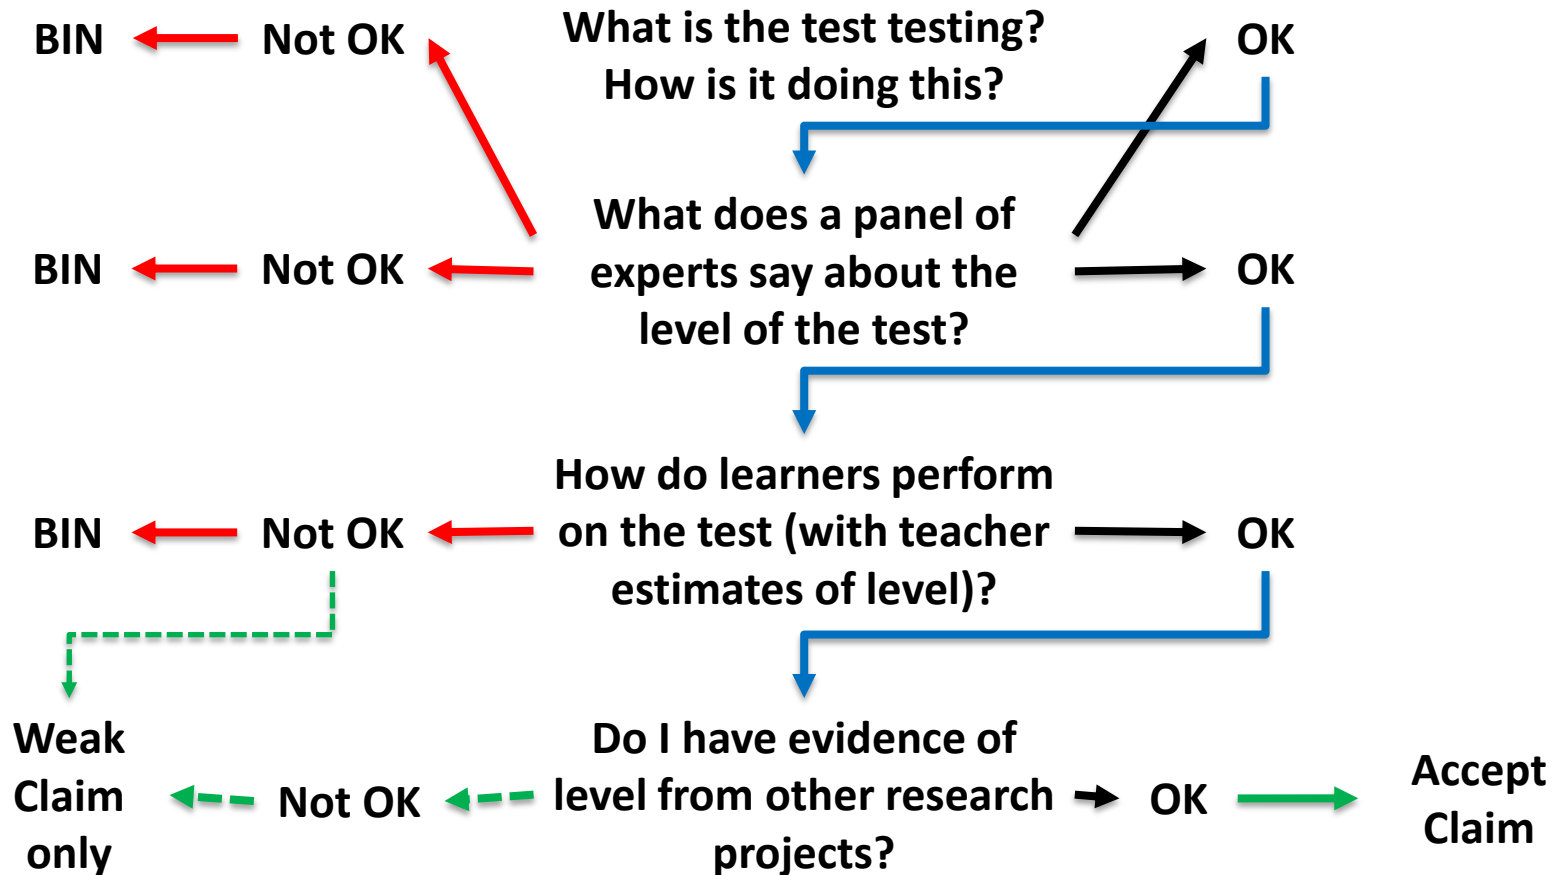 BIN
Not OK
What is the test testing?
How is it doing this?
OK
BIN
Not OK
What does a panel of
experts say about the
level of the test?
OK
BIN
Not OK
How do learners perform
on the test (with teacher
estimates of level)?
OK
Weak
Claim
only
Not OK
Do I have evidence of
level from other research
projects?
OK
Accept
Claim